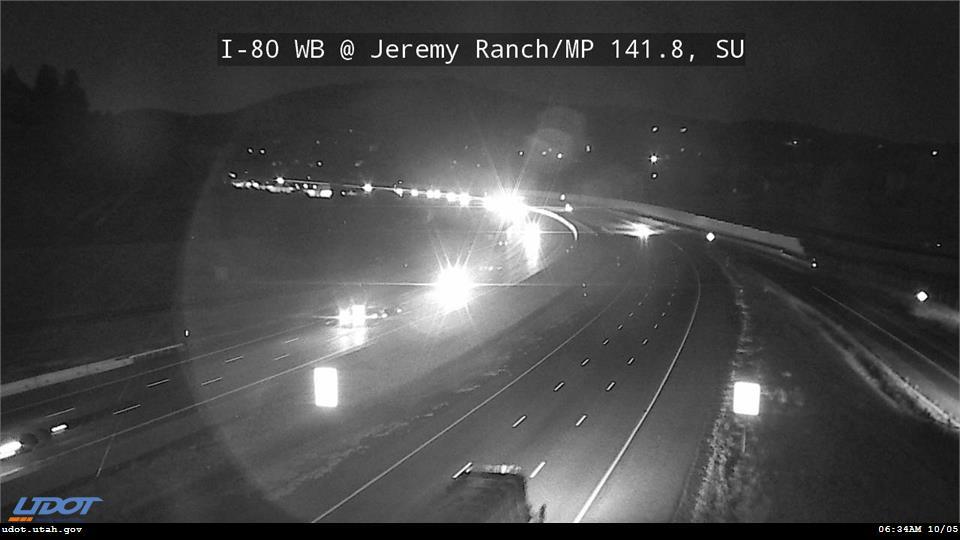 I-80 WB @ Jeremy Ranch/MP 141.8, SU
UDOT
udot.utah.gov 06:34AM 10/05